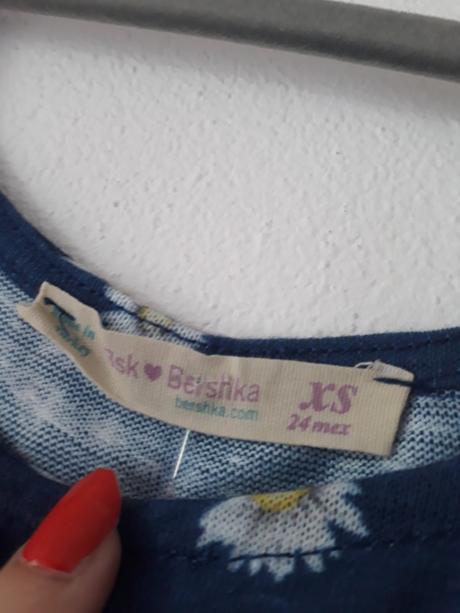 Bsk ♥ Bershka
bershka.com
XS
24 mex